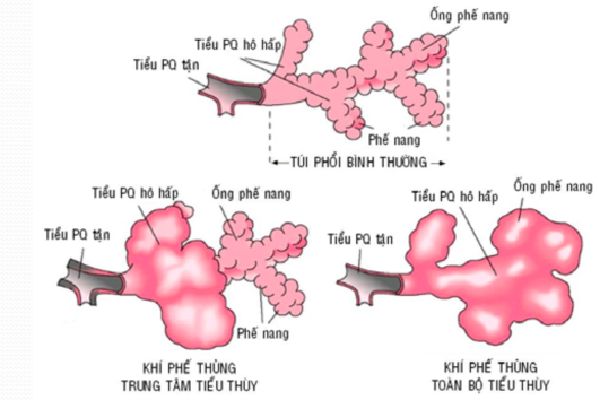 Ống phế nang
Tiểu PQ hô hấp
Tiểu PQ tận
Phế nang
TÚI PHỔI BÌNH THƯỜNG
Tiểu PQ hô hấp
Ống phế nang
Tiểu PQ tận
Phế nang
KHÍ PHẾ THỦNG
TRUNG TÂM TIỂU THÙY
Ống phế nang
Tiểu PQ hô hấp
Tiểu PQ tận
KHÍ PHẾ THŨNG
TOÀN BỘ TIỂU THÙY